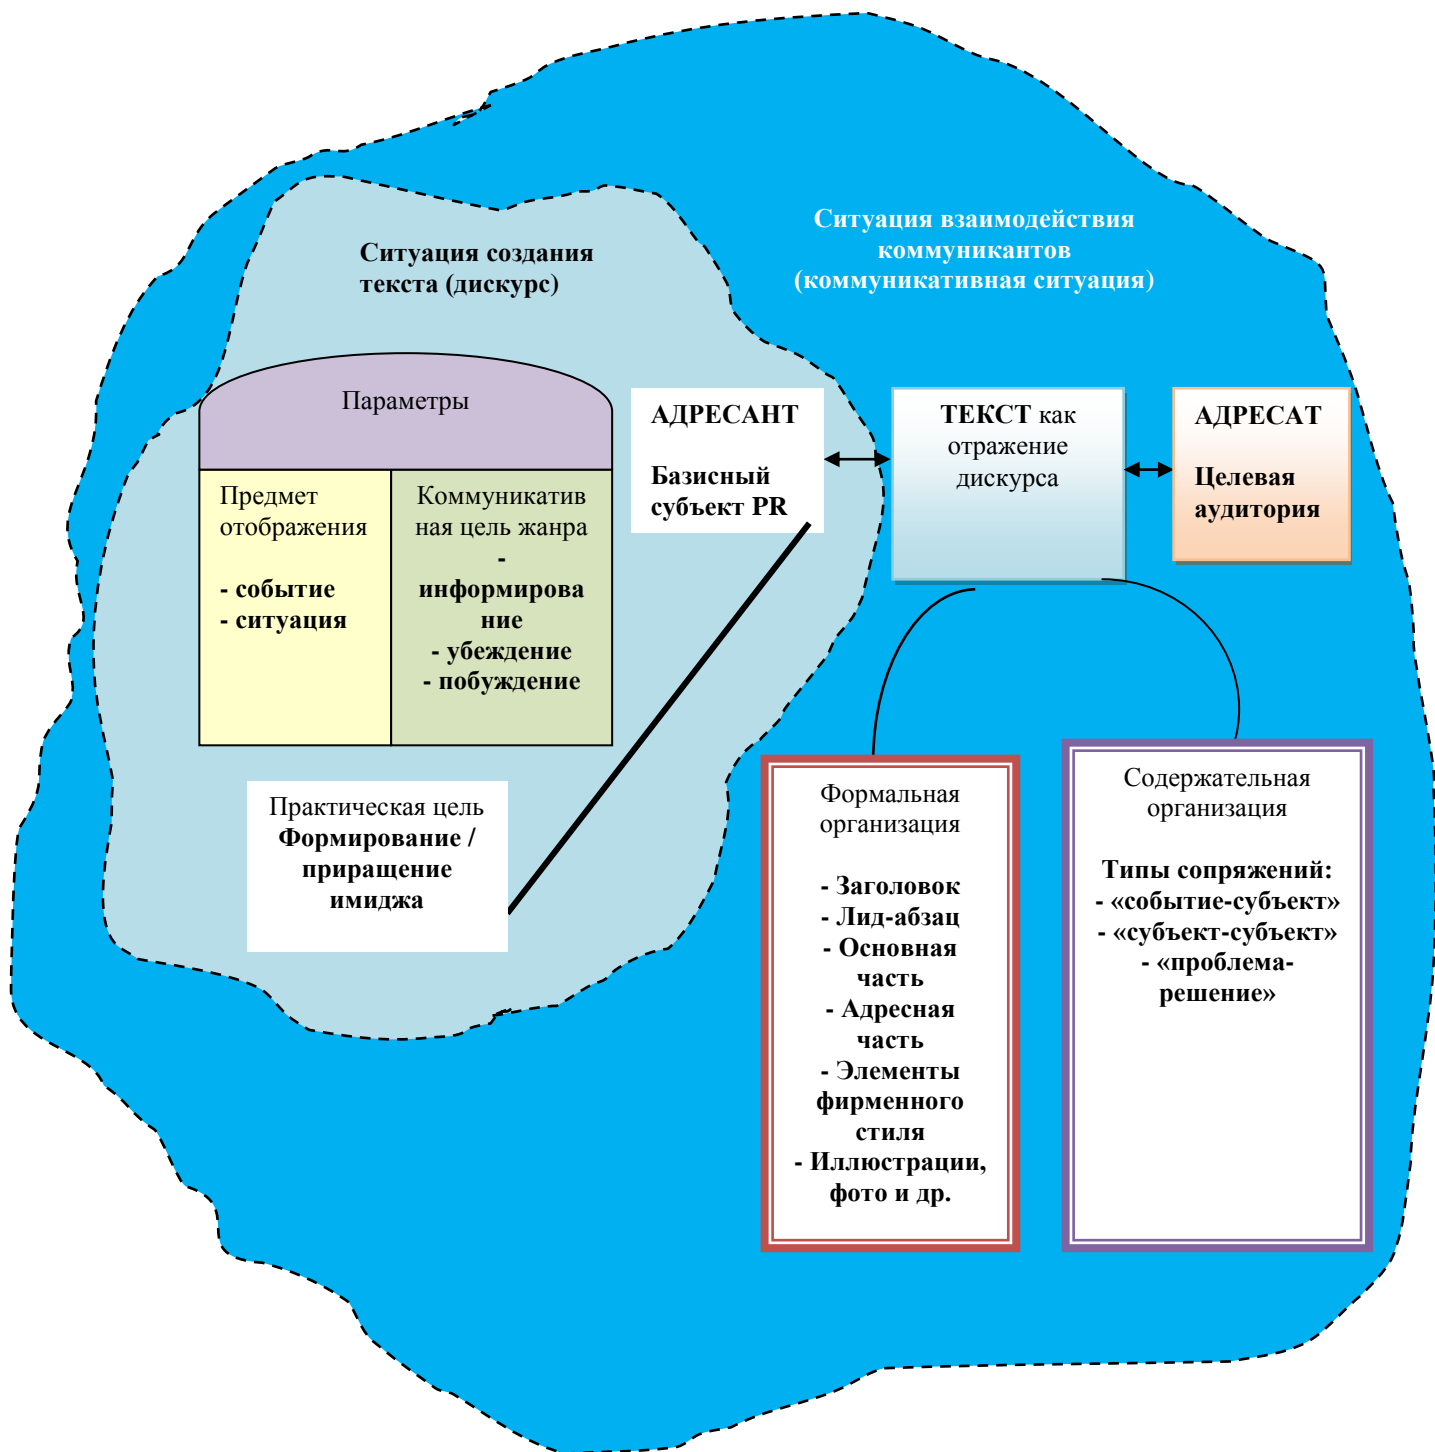 Ситуация создания
текста (дискурс)
Ситуация взаимодействия
коммуникантов
(коммуникативная ситуация)
Параметры
Предмет
отображения
- событие
- ситуация
Коммуникатив
ная цель жанра
-
информирова
ние
- убеждение
- побуждение
АДРЕСАНТ
Базисный
субъект PR
ТЕКСТ как
отражение
дискурса
АДРЕСАТ
Целевая
аудитория
Практическая цель
Формирование /
приращение
имиджа
Формальная
организация
- Заголовок
- Лид-абзац
- Основная
часть
- Адресная
часть
- Элементы
фирменного
стиля
- Иллюстрации,
фото и др.
Содержательная
организация
Типы сопряжений:
- «событие-субъект»
- «субъект-субъект»
- «проблема-
решение»